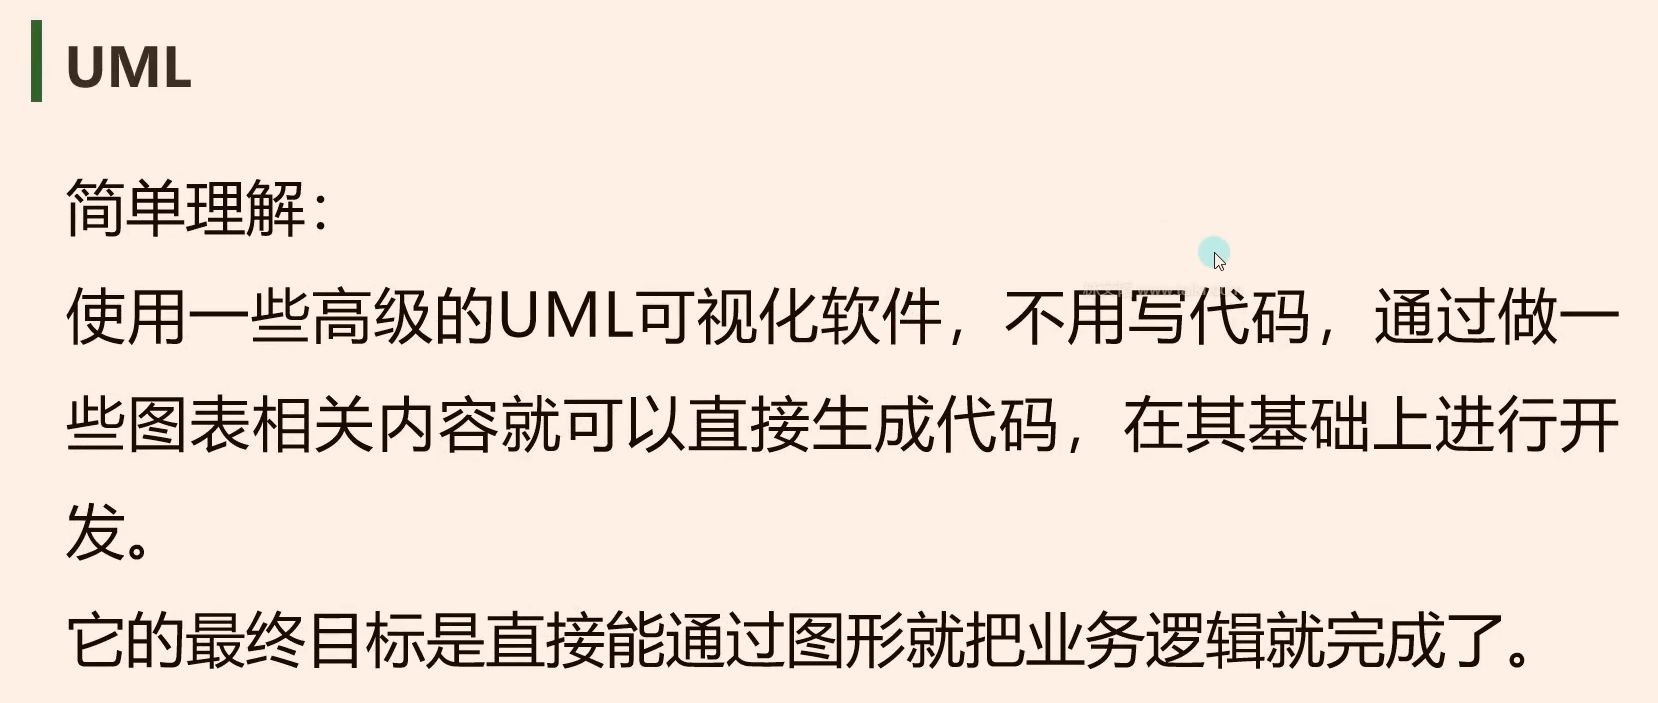 UML
简单理解：
使用一些高级的UML可视化软件，不用写代码，通过做一
些图表相关内容就可以直接生成代码，在其基础上进行开
发。
它的最终目标是直接能通过图形就把业务逻辑就完成了。